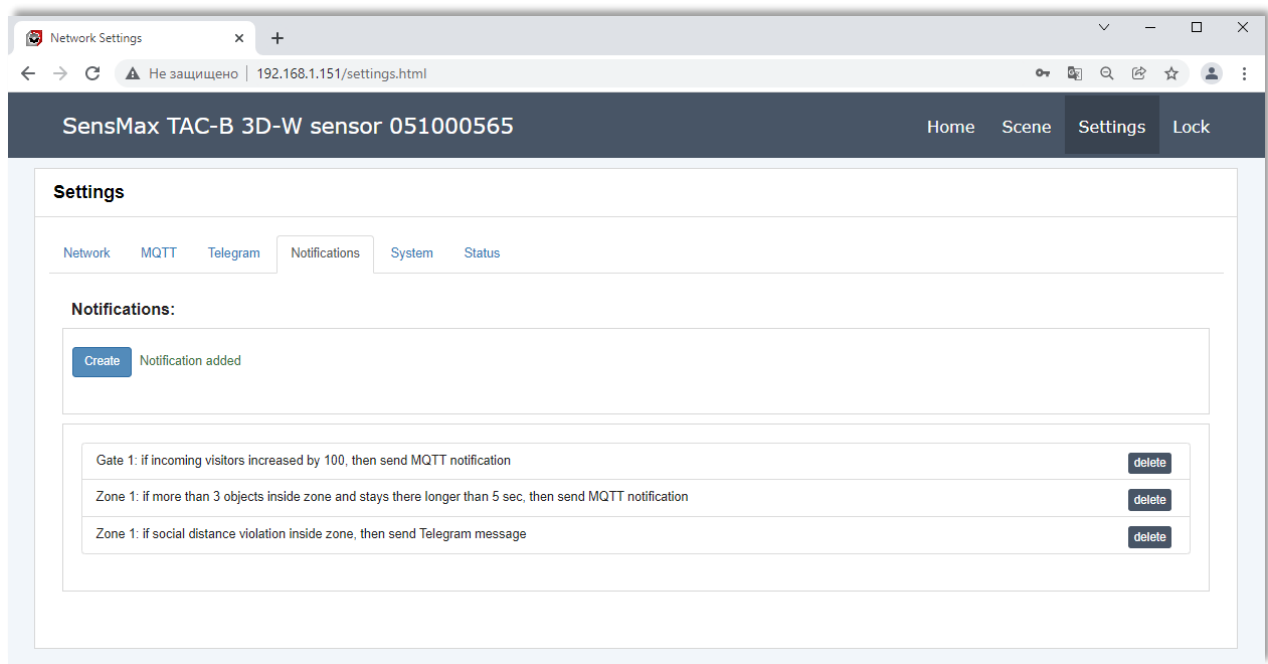 Network Settings
Не защищено | 192.168.1.151/settings.html
SensMax TAC-B 3D-W sensor 051000565
Home Scene Settings Lock
Settings
Network MQTT Telegram Notifications System Status
Notifications:
Create Notification added
Gate 1: if incoming visitors increased by 100, then send MQTT notification delete
Zone 1: if more than 3 objects inside zone and stays there longer than 5 sec, then send MQTT notification delete
Zone 1: if social distance violation inside zone, then send Telegram message delete